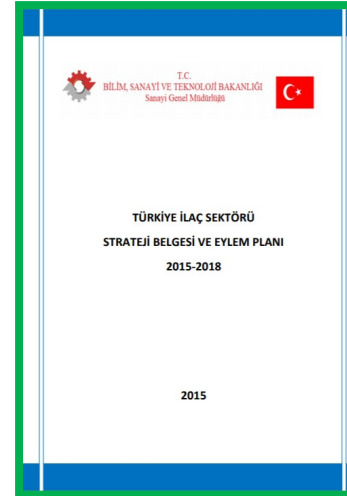 T.C.
BİLİM, SANAYİ VE TEKNOLOJİ BAKANLIĞI
Sanayi Genel Müdürlüğü
TÜRKİYE İLAÇ SEKTÖRÜ
STRATEJİ BELGESİ VE EYLEM PLANI
2015-2018
2015